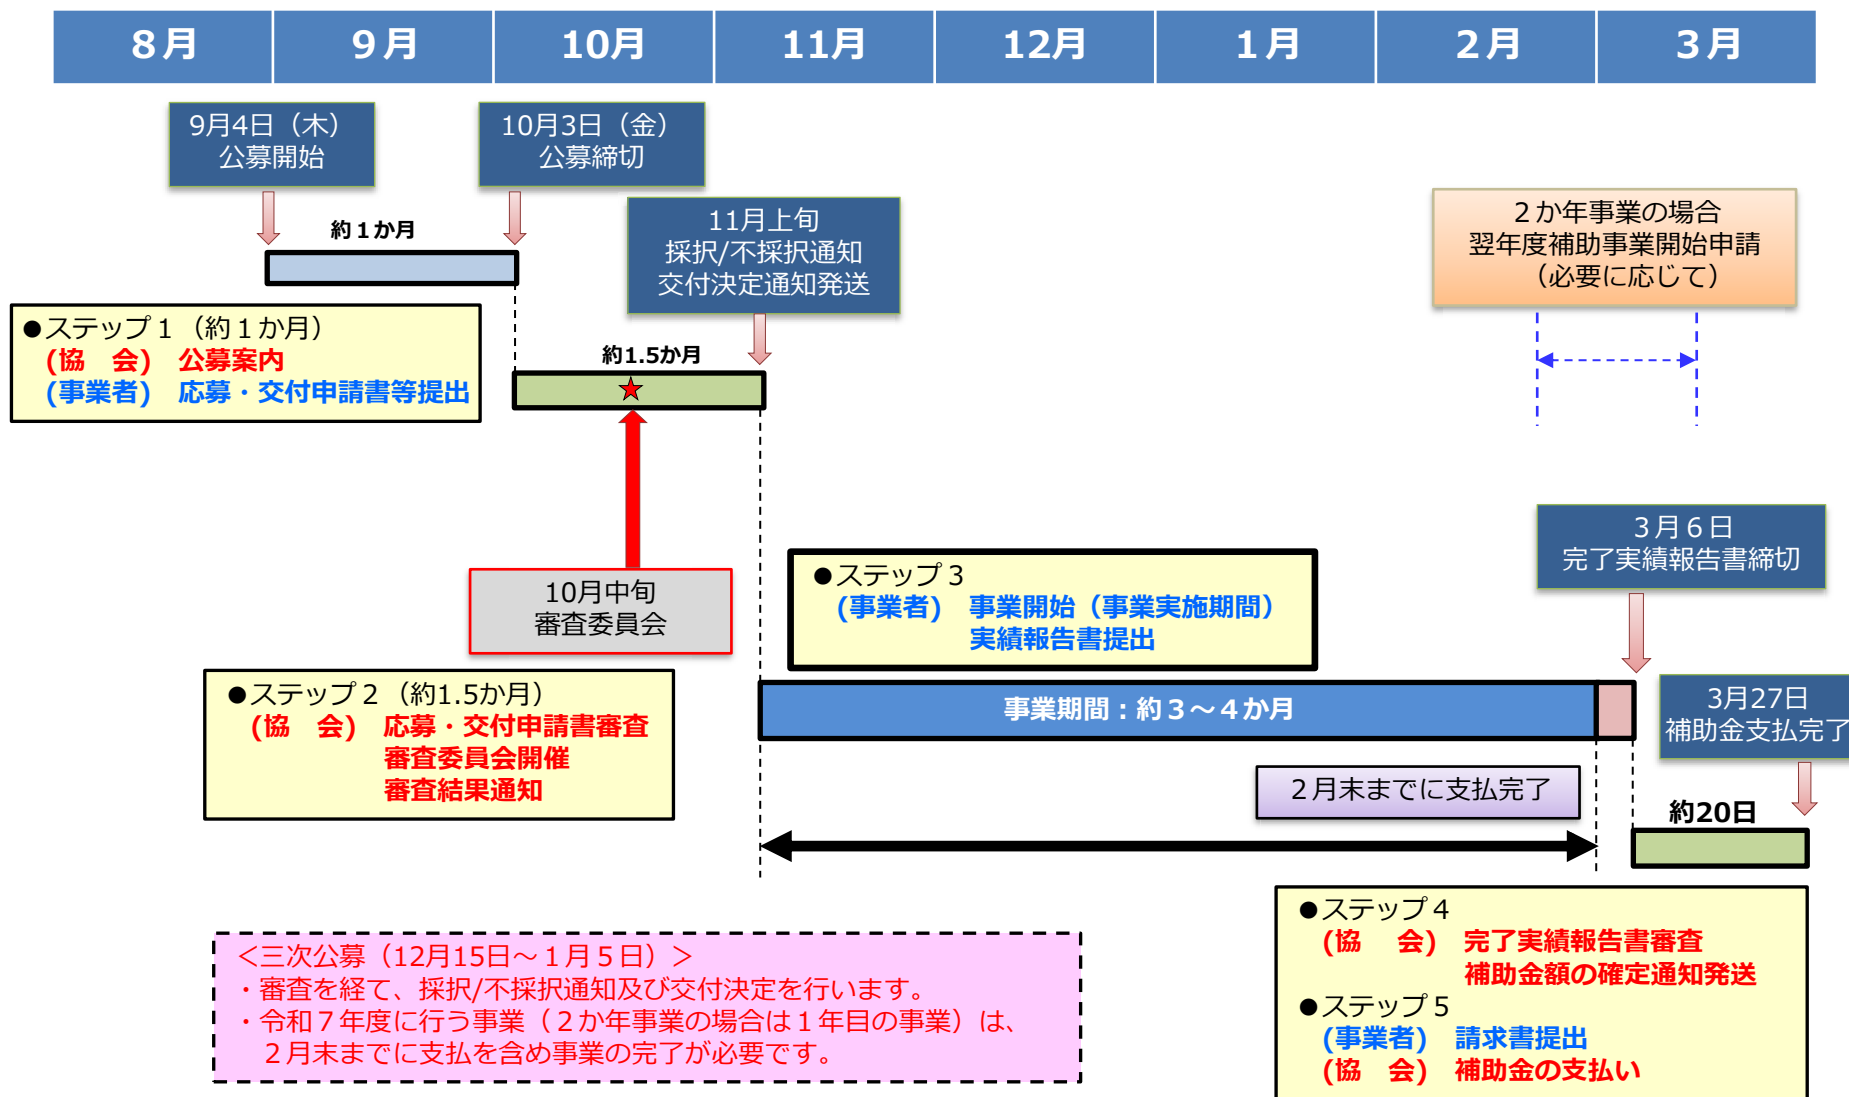 ８月 ９月 10月 11月 12月 １月 ２月 ３月
9月4日（木）
公募開始
10月3日（金）
公募締切
約１か月
11月上旬
採択/不採択通知
交付決定通知発送
２か年事業の場合
翌年度補助事業開始申請
（必要に応じて）
●ステップ１（約１か月）
(協　会)　公募案内
(事業者)　応募・交付申請書等提出
約1.5か月
★
10月中旬
審査委員会
●ステップ２（約1.5か月）
(協　会)　応募・交付申請書審査
審査委員会開催
審査結果通知
●ステップ３
(事業者)　事業開始（事業実施期間）
実績報告書提出
３月６日
完了実績報告書締切
事業期間：約３～４か月
3月27日
補助金支払完了
２月末までに支払完了
約20日
＜三次公募（12月15日～１月５日）＞
・審査を経て、採択/不採択通知及び交付決定を行います。
・令和７年度に行う事業（２か年事業の場合は１年目の事業）は、
２月末までに支払を含め事業の完了が必要です。
●ステップ４
(協　会)　完了実績報告書審査
補助金額の確定通知発送
●ステップ５
(事業者)　請求書提出
(協　会)　補助金の支払い